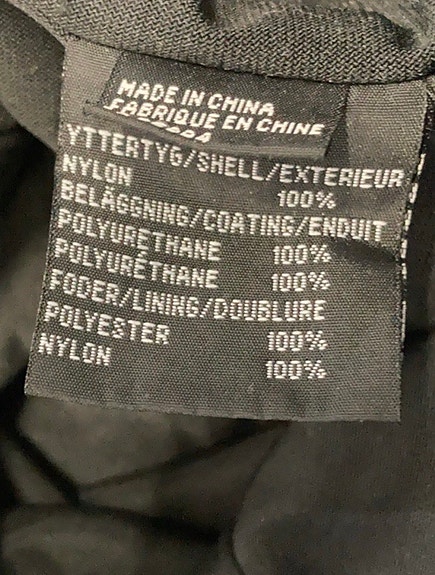 MADE IN CHINA
FABRIQUE EN CHINE
YTTERTYG/SHELL/EXTERIEUR
NYLON 100%
BELÄGGNING/COATING/ENDUIT
POLYURETHANE 100%
POLYURÉTHANE 100%
FODER/LINING/DOUBLURE
POLYESTER 100%
NYLON 100%